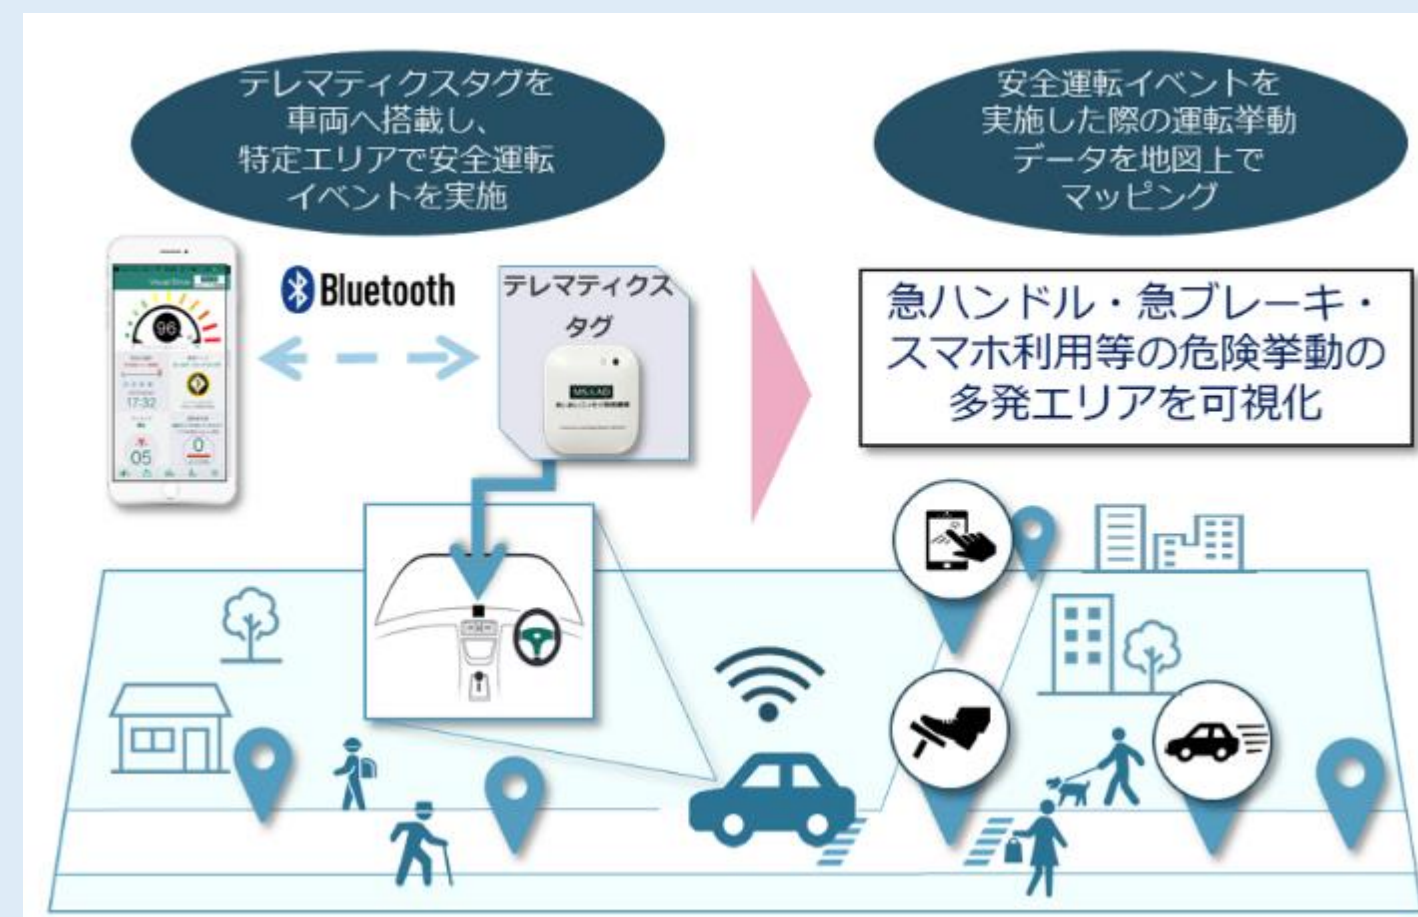 テレマティクスタグを
車両へ搭載し、
特定エリアで安全運転
イベントを実施
安全運転イベントを
実施した際の運転挙動
データを地図上で
マッピング
Bluetooth
テレマティクス
タグ
急ハンドル・急ブレーキ・
スマホ利用等の危険挙動の
多発エリアを可視化
96
17:32
05
0